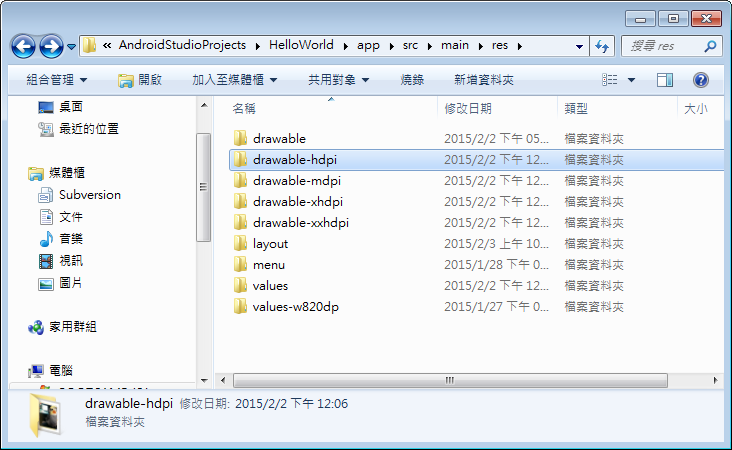 « AndroidStudioProjects ▸ HelloWorld ▸ app ▸ src ▸ main ▸ res ▸ 搜尋 res
組合管理 開啟 加入至媒體櫃 共用對象 燒錄 新增資料夾
桌面
最近的位置
媒體櫃
Subversion
文件
音樂
視訊
圖片
家用群組
電腦
名稱 修改日期 類型 大小
drawable 2015/2/2 下午 05... 檔案資料夾
drawable-hdpi 2015/2/2 下午 12... 檔案資料夾
drawable-mdpi 2015/2/2 下午 12... 檔案資料夾
drawable-xhdpi 2015/2/2 下午 12... 檔案資料夾
drawable-xxhdpi 2015/2/2 下午 12... 檔案資料夾
layout 2015/2/3 上午 10... 檔案資料夾
menu 2015/1/28 下午 0... 檔案資料夾
values 2015/2/2 下午 12... 檔案資料夾
values-w820dp 2015/1/27 下午 0... 檔案資料夾
drawable-hdpi 修改日期: 2015/2/2 下午 12:06
檔案資料夾